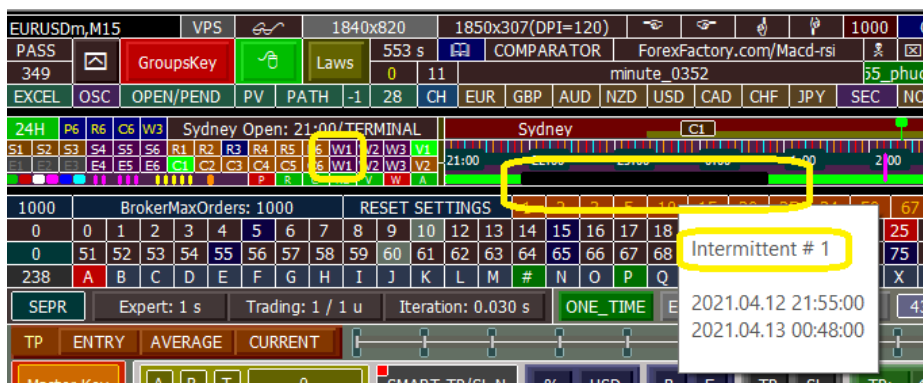 EURUSDm,M15 VPS 1840x820 1850x307(DPI=120) 1000
PASS GroupsKey Laws 553 s COMPARATOR ForexFactory.com/Macd-rsi
349 0 11 minute_0352 55_phuc
EXCEL OSC OPEN/PEND PV PATH -1 28 CH EUR GBP AUD NZD USD CAD CHF JPY SEC NO
24H P6 R6 C6 W3 Sydney Open: 21:00/TERMINAL Sydney C1
S1 S2 S3 S4 S5 S6 R1 R2 R3 R4 R5 R6 W1 W2 W3 V1
E1 E2 E3 E4 E5 E6 C1 C2 C3 C4 C5 C6 W1 V2 W3 V2 21:00
P R V W A
1000 BrokerMaxOrders: 1000 RESET SETTINGS 67
0 0 1 2 3 4 5 6 7 8 9 10 12 13 14 15 16 17 18 25
0 51 52 53 54 55 56 57 58 59 60 61 62 63 64 65 66 67 68 75
238 A B C D E F G H I J K L M # N O P Q X
Intermittent # 1
2021.04.12 21:55:00
2021.04.13 00:48:00
SEPR Expert: 1 s Trading: 1 / 1 u Iteration: 0.030 s ONE_TIME E
TP ENTRY AVERAGE CURRENT